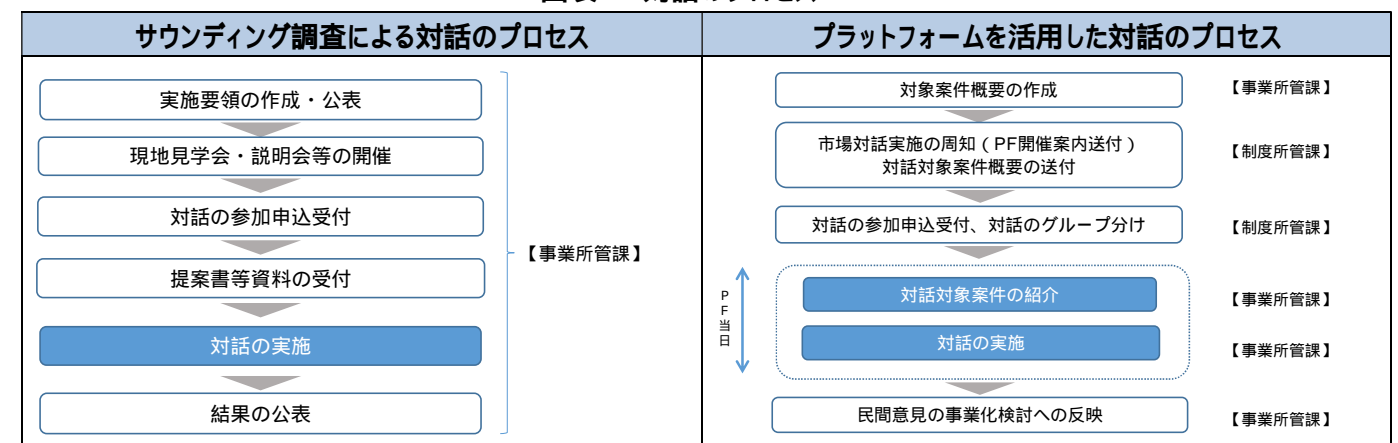 サウンディング調査による対話のプロセス
実施要領の作成・公表
現地見学会・説明会等の開催
対話の参加申込受付
提案書等資料の受付
対話の実施
結果の公表
【事業所管課】
プラットフォームを活用した対話のプロセス
対象案件概要の作成
【事業所管課】
市場対話実施の周知（PF開催案内送付）
対話対象案件概要の送付
【制度所管課】
対話の参加申込受付、対話のグループ分け
【制度所管課】
PF当日
対話対象案件の紹介
【事業所管課】
対話の実施
【事業所管課】
民間意見の事業化検討への反映
【事業所管課】